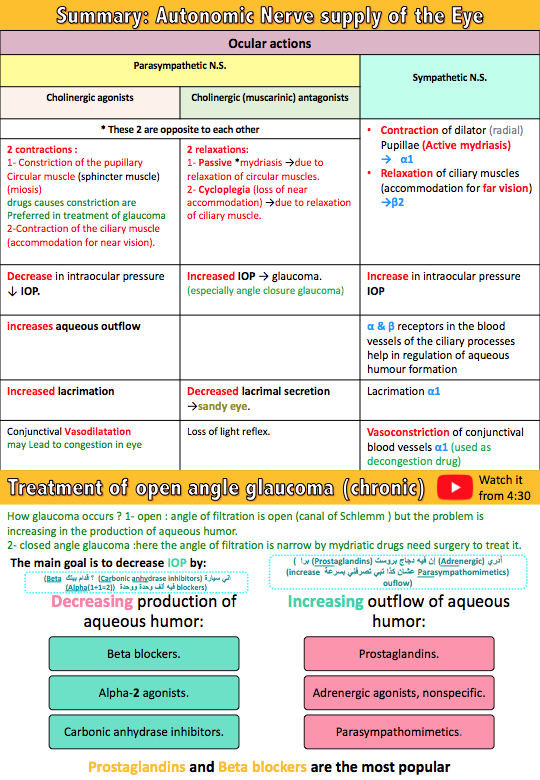 Summary: Autonomic Nerve supply of the Eye
Ocular actions
Parasympathetic N.S.
Sympathetic N.S.
Cholinergic agonists
Cholinergic (muscarinic) antagonists
* These 2 are opposite to each other
2 contractions :
1- Constriction of the pupillary
Circular muscle (sphincter muscle)
(miosis)
drugs causes constriction are
Preferred in treatment of glaucoma
2-Contraction of the ciliary muscle
(accommodation for near vision).
2 relaxations:
1- Passive *mydriasis →due to
relaxation of circular muscles.
2- Cycloplegia (loss of near
accommodation) →due to relaxation
of ciliary muscle.
• Contraction of dilator (radial)
Pupillae (Active mydriasis)
→ α1
• Relaxation of ciliary muscles
(accommodation for far vision)
→β2
Decrease in intraocular pressure
↓ IOP.
Increased IOP → glaucoma.
(especially angle closure glaucoma)
Increase in intraocular pressure
IOP
increases aqueous outflow
α & β receptors in the blood
vessels of the ciliary processes
help in regulation of aqueous
humour formation
Increased lacrimation
Decreased lacrimal secretion
→sandy eye.
Lacrimation α1
Conjunctival Vasodilatation
may Lead to congestion in eye
Loss of light reflex.
Vasoconstriction of conjunctival
blood vessels α1 (used as
decongestion drug)
Treatment of open angle glaucoma (chronic)
Watch it
from 4:30
How glaucoma occurs ? 1- open : angle of filtration is open (canal of Schlemm ) but the problem is
increasing in the production of aqueous humor.
2- closed angle glaucoma :here the angle of filtration is narrow by mydriatic drugs need surgery to treat it.
The main goal is to decrease IOP by:
سيارة (Carbonic anhydrase inhibitors) ؟ قدام بيتك (Beta
blockers) فيه ألف وحدة ووحدة (Alpha(1+1=2))
أدري (Adrenergic) إن فيه دجاج بروست (Prostaglandins) برا (
Parasympathomimetics) عشان كذا تبي تصرفني بسرعة (increase
ouflow)
Decreasing production of
aqueous humor:
Increasing outflow of aqueous
humor:
Beta blockers.
Prostaglandins.
Alpha-2 agonists.
Adrenergic agonists, nonspecific.
Carbonic anhydrase inhibitors.
Parasympathomimetics.
Prostaglandins and Beta blockers are the most popular